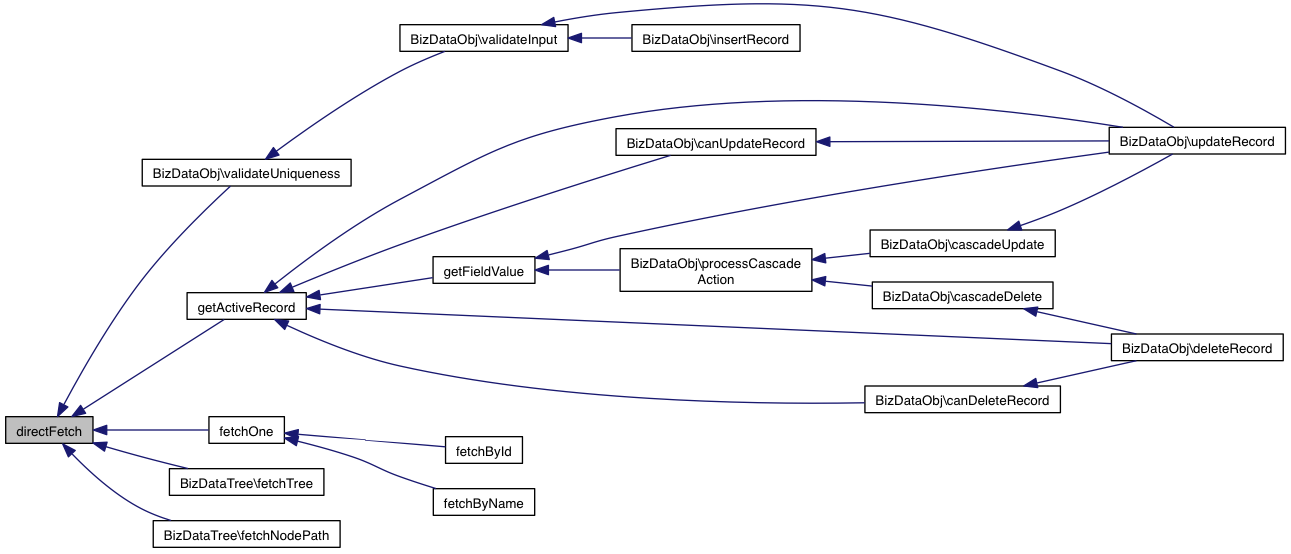 BizDataObj\validateInput
BizDataObj\insertRecord
BizDataObj\updateRecord
BizDataObj\canUpdateRecord
BizDataObj\validateUniqueness
BizDataObj\cascadeUpdate
getFieldValue
BizDataObj\processCascade
Action
BizDataObj\cascadeDelete
getActiveRecord
BizDataObj\deleteRecord
BizDataObj\canDeleteRecord
directFetch
fetchOne
fetchById
BizDataTree\fetchTree
fetchByName
BizDataTree\fetchNodePath